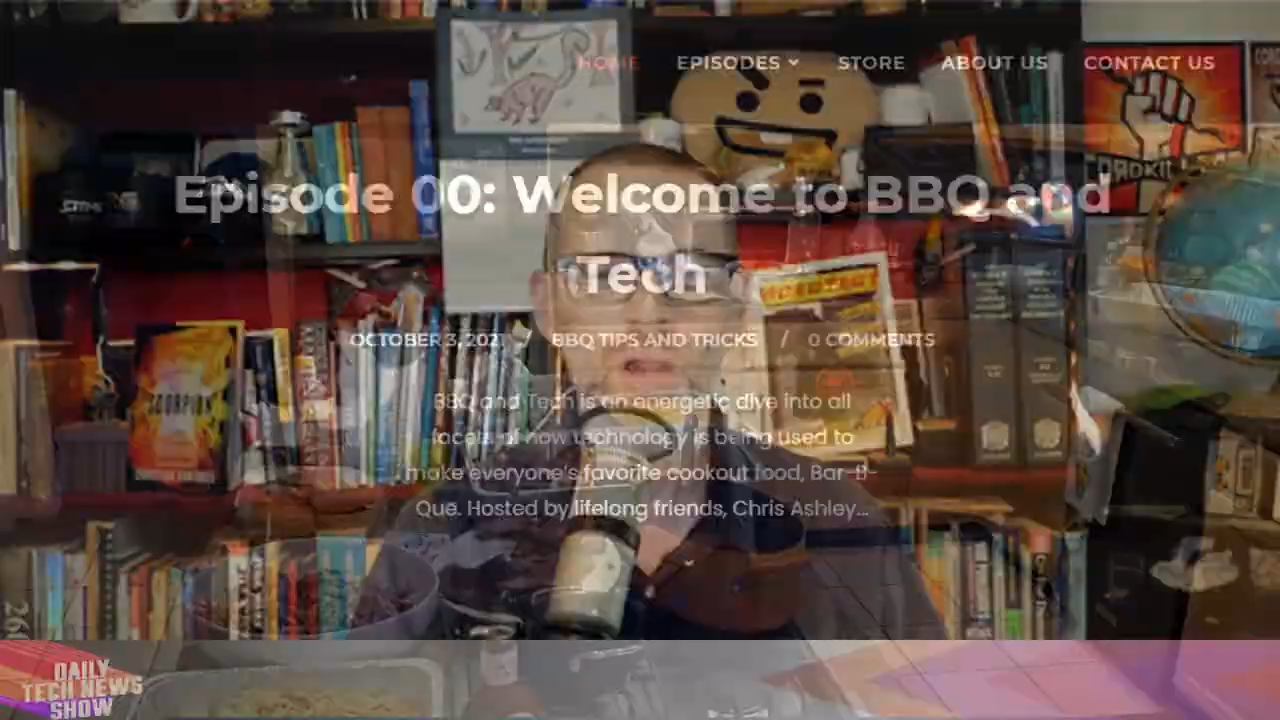 HOME EPISODES STORE ABOUT US CONTACT US
Episode 00: Welcome to BBQ and
Tech
OCTOBER 3, 2021 / BBQ TIPS AND TRICKS / 0 COMMENTS
BBQ and Tech is an energetic dive into all
facets of how technology is being used to
make everyone's favorite cookout food, Bar-B-
Que. Hosted by lifelong friends, Chris Ashley...
SCORPION
DAILY
TECH NEWS
SHOW